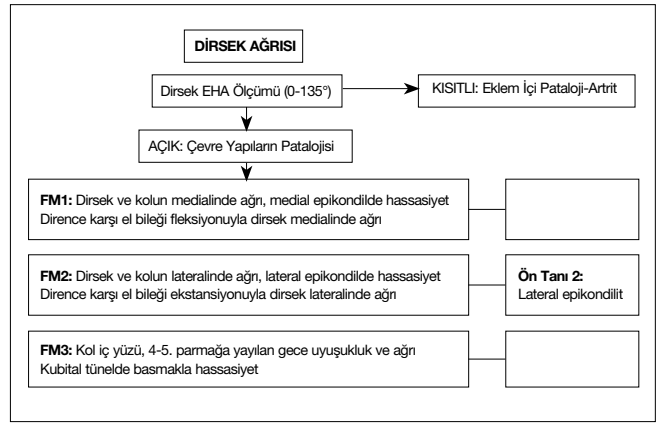 DİRSEK AĞRISI
Dirsek EHA Ölçümü (0-135°)
KISITLI: Eklem İçi Pataloji-Artrit
AÇIK: Çevre Yapıların Patalojisi
FM1: Dirsek ve kolun medialinde ağrı, medial epikondilde hassasiyet
Dirence karşı el bileği fleksiyonuyla dirsek medialinde ağrı
FM2: Dirsek ve kolun lateralinde ağrı, lateral epikondilde hassasiyet
Dirence karşı el bileği ekstansiyonuyla dirsek lateralinde ağrı
Ön Tanı 2:
Lateral epikondilit
FM3: Kol iç yüzü, 4-5. parmağa yayılan gece uyuşukluk ve ağrı
Kubital tünelde basmakla hassasiyet